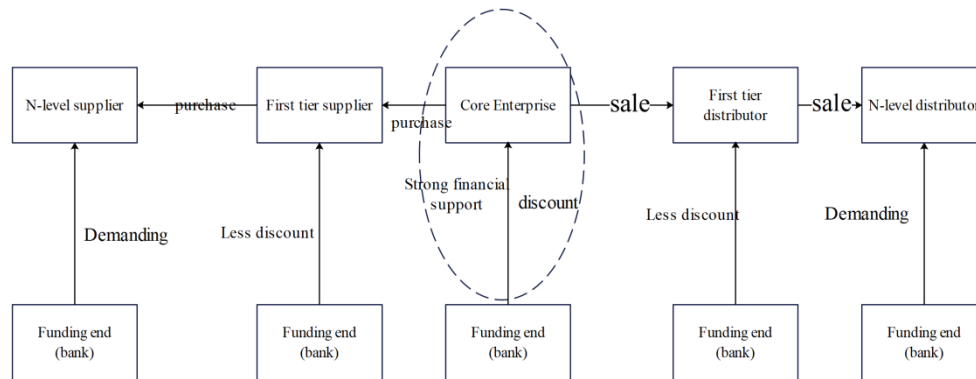 N-level supplier
purchase
First tier supplier
purchase
Core Enterprise
sale
First tier
distributor
sale
N-level distributor
Demanding
Less discount
Strong financial
support
discount
Less discount
Demanding
Funding end
(bank)
Funding end
(bank)
Funding end
(bank)
Funding end
(bank)
Funding end
(bank)